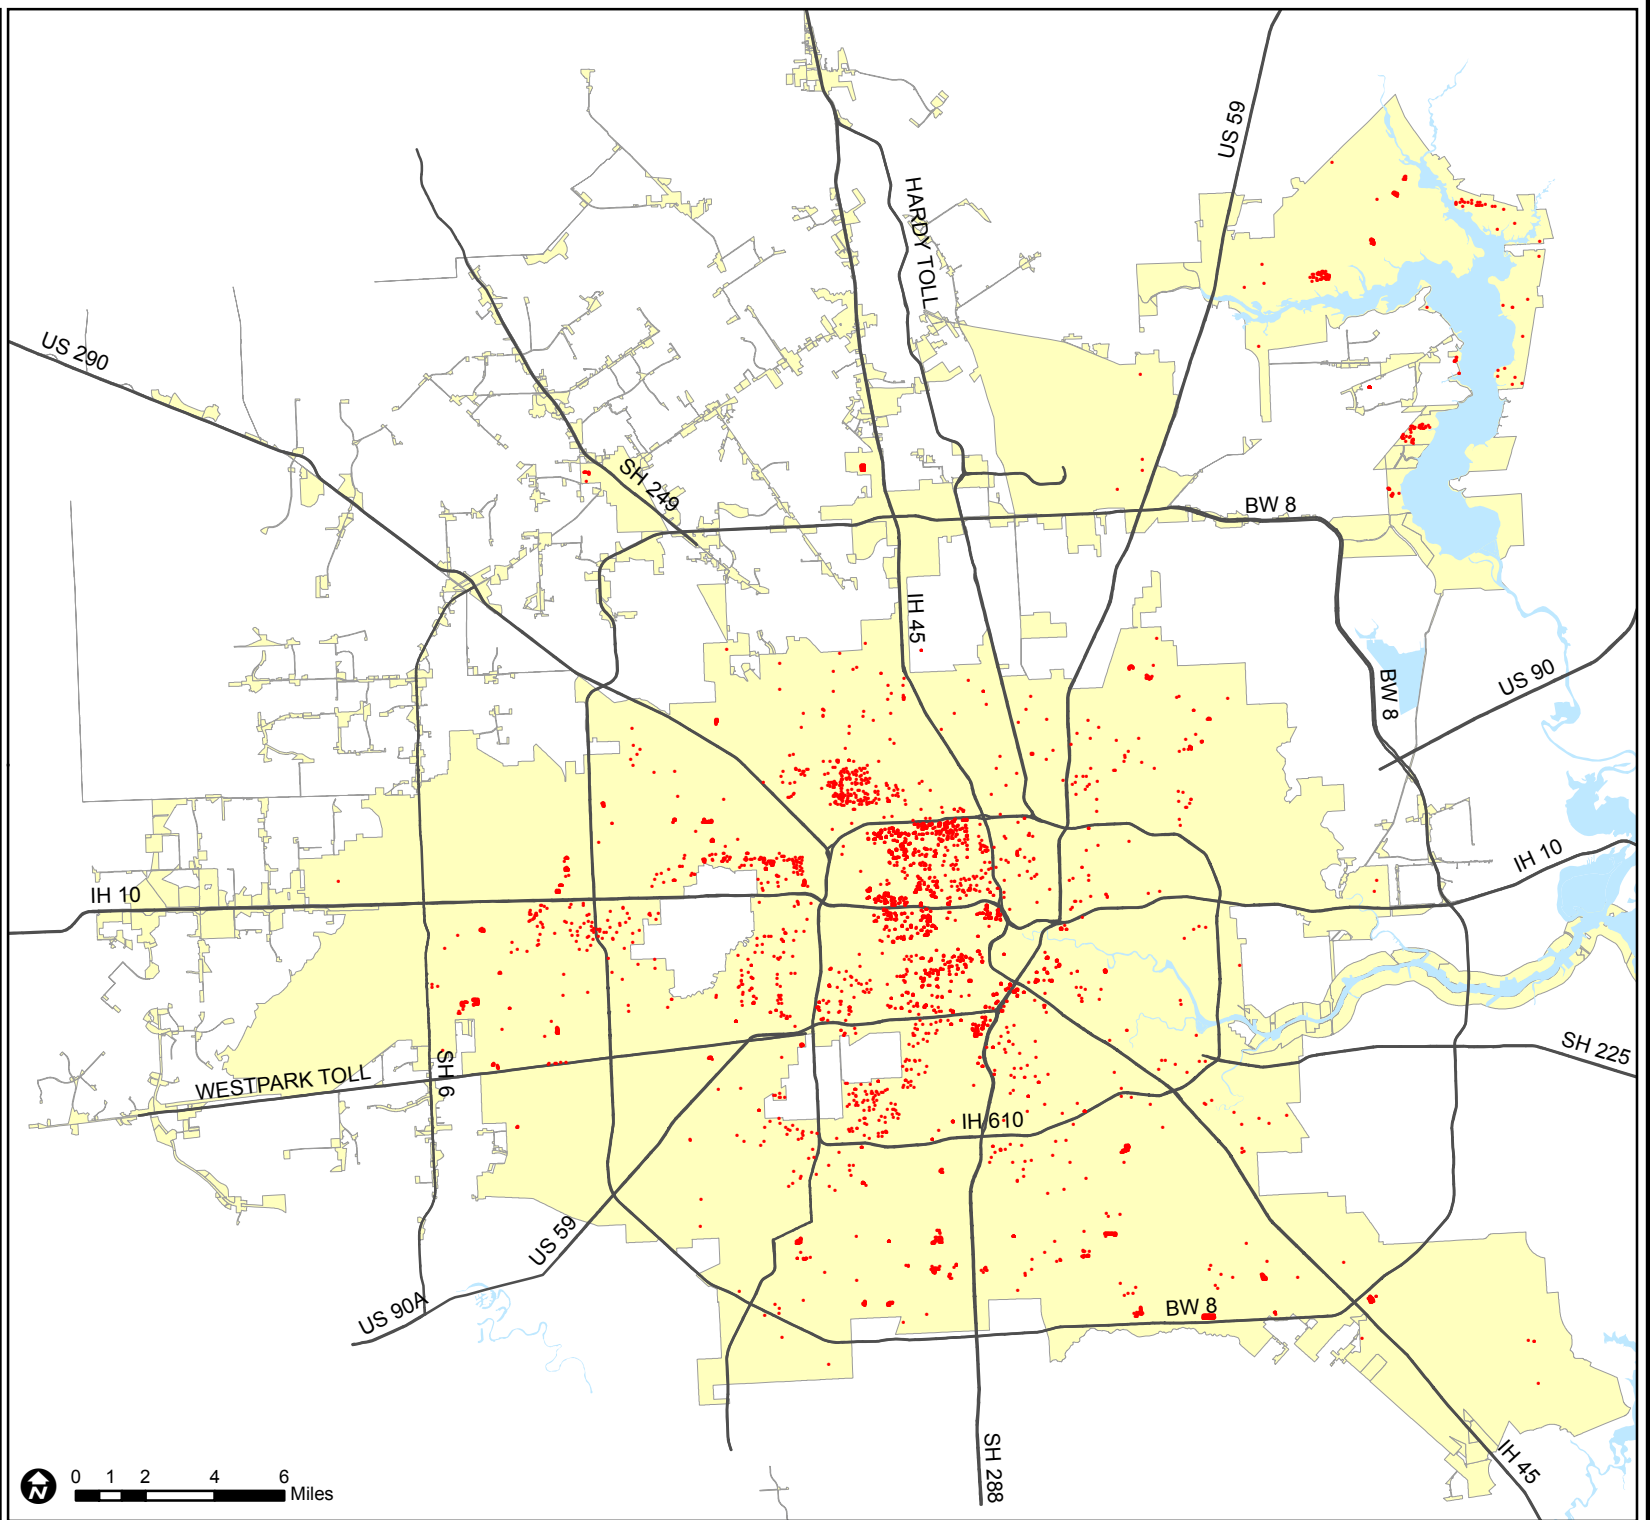 US 59
HARDY TOLL
US 290
SH 249
BW 8
IH 45
BW 8
US 90
IH 10
IH 10
SH 225
SH 6
WESTPARK TOLL
IH 610
US 59
US 90A
BW 8
SH 288
IH 45
N
0 1 2 4 6
Miles